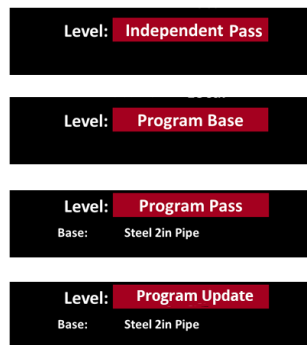 Level: Independent Pass
Level: Program Base
Level: Program Pass
Base: Steel 2in Pipe
Level: Program Update
Base: Steel 2in Pipe